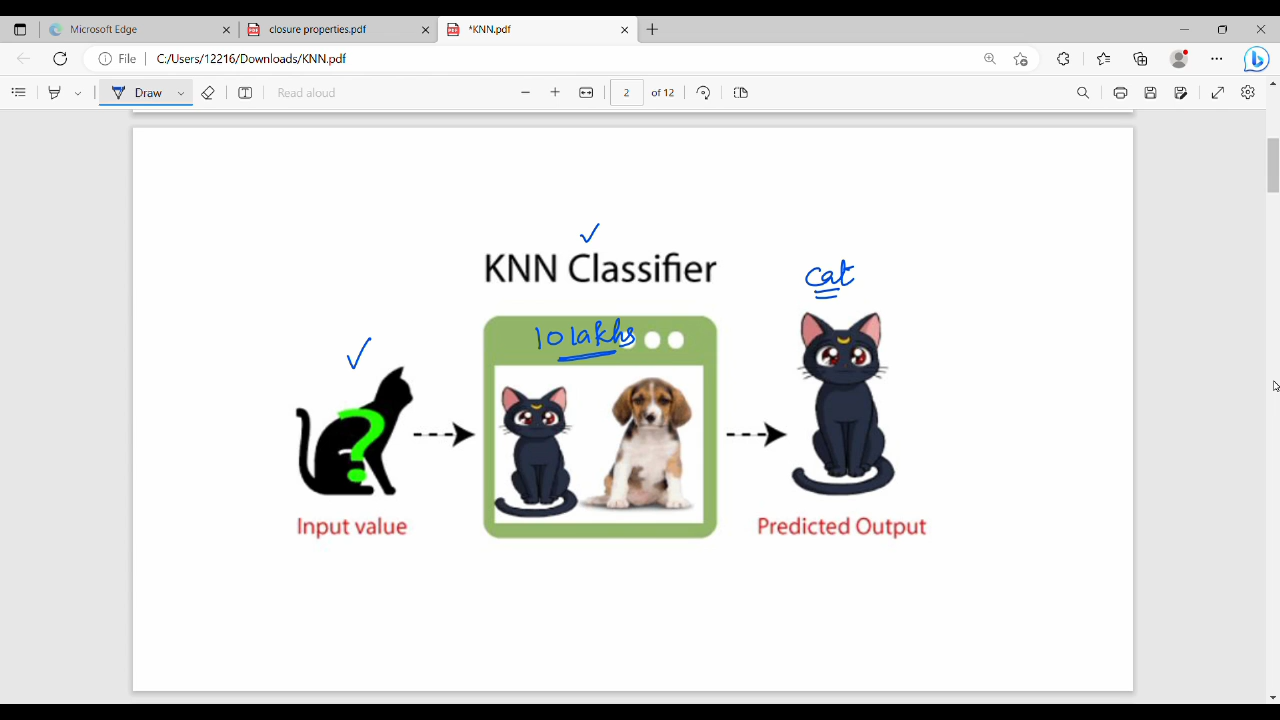 Microsoft Edge
closure properties.pdf
*KNN.pdf
File
C:/Users/12216/Downloads/KNN.pdf
Draw
Read aloud
2
of 12
KNN Classifier
cat
10 lakhs
?
Input value
Predicted Output